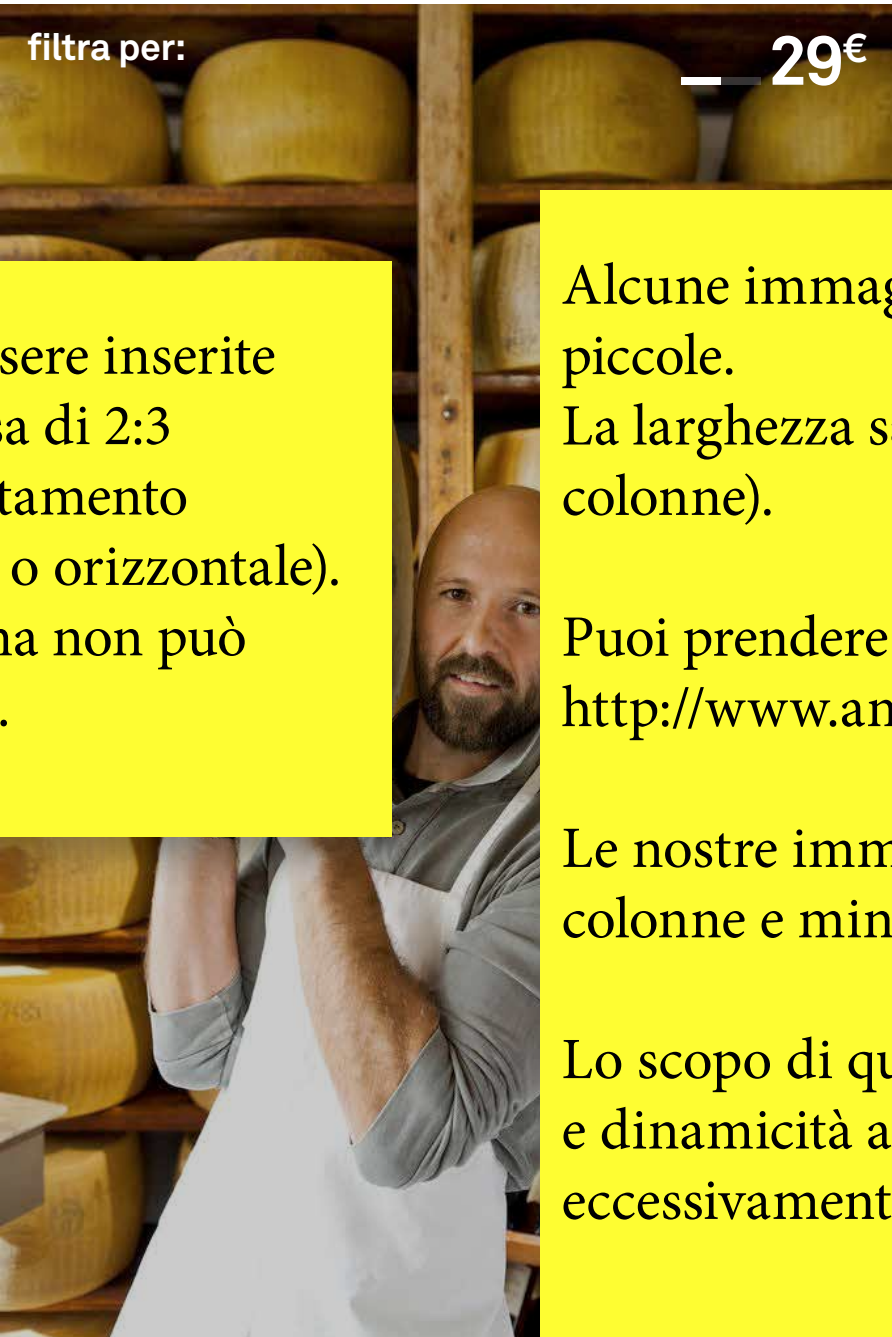 filtra per:
29€
sere inserite
sa di 2:3
tamento
o orizzontale).
na non può
.
Alcune immag
piccole.
La larghezza s
colonne).
Puoi prendere
http://www.an
Le nostre imm
colonne e min
Lo scopo di qu
e dinamicità a
eccessivament